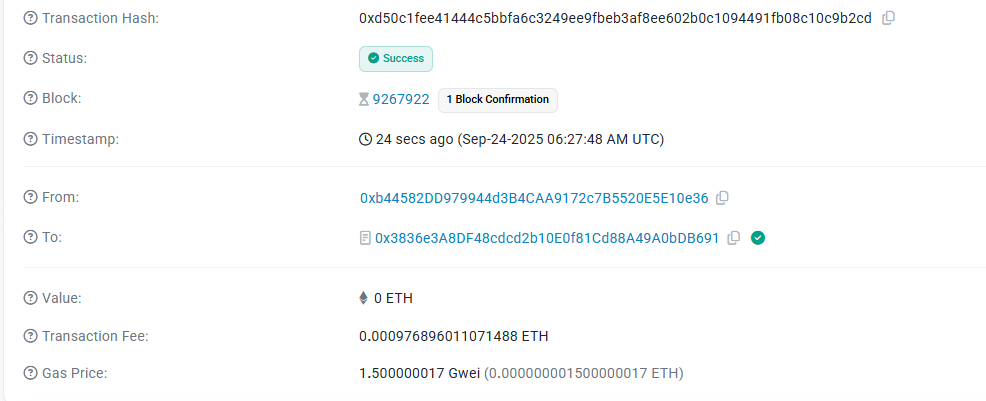 Transaction Hash: 0xd50c1fee41444c5bbfa6c3249ee9fbeb3af8ee602b0c1094491fb08c10c9b2cd
Status: Success
Block: 9267922 1 Block Confirmation
Timestamp: 24 secs ago (Sep-24-2025 06:27:48 AM UTC)
From: 0xb44582DD979944d3B4CAA9172c7B5520E5E10e36
To: 0x3836e3A8DF48cdcd2b10E0f81Cd88A49A0bDB691
Value: 0 ETH
Transaction Fee: 0.000976896011071488 ETH
Gas Price: 1.500000017 Gwei (0.000000001500000017 ETH)